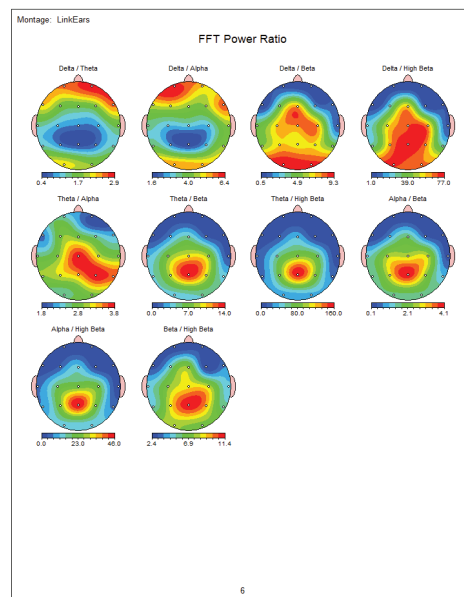 Montage: LinkEars
FFT Power Ratio
Delta / Theta
Delta / Alpha
Delta / Beta
Delta / High Beta
0.4 1.7 2.9
1.6 4.0 6.4
0.5 4.9 9.3
1.0 39.0 77.0
Theta / Alpha
Theta / Beta
Theta / High Beta
Alpha / Beta
1.8 2.8 3.8
0.0 7.0 14.0
0.0 80.0 160.0
0.1 2.1 4.1
Alpha / High Beta
Beta / High Beta
0.0 23.0 46.0
2.4 6.9 11.4
6